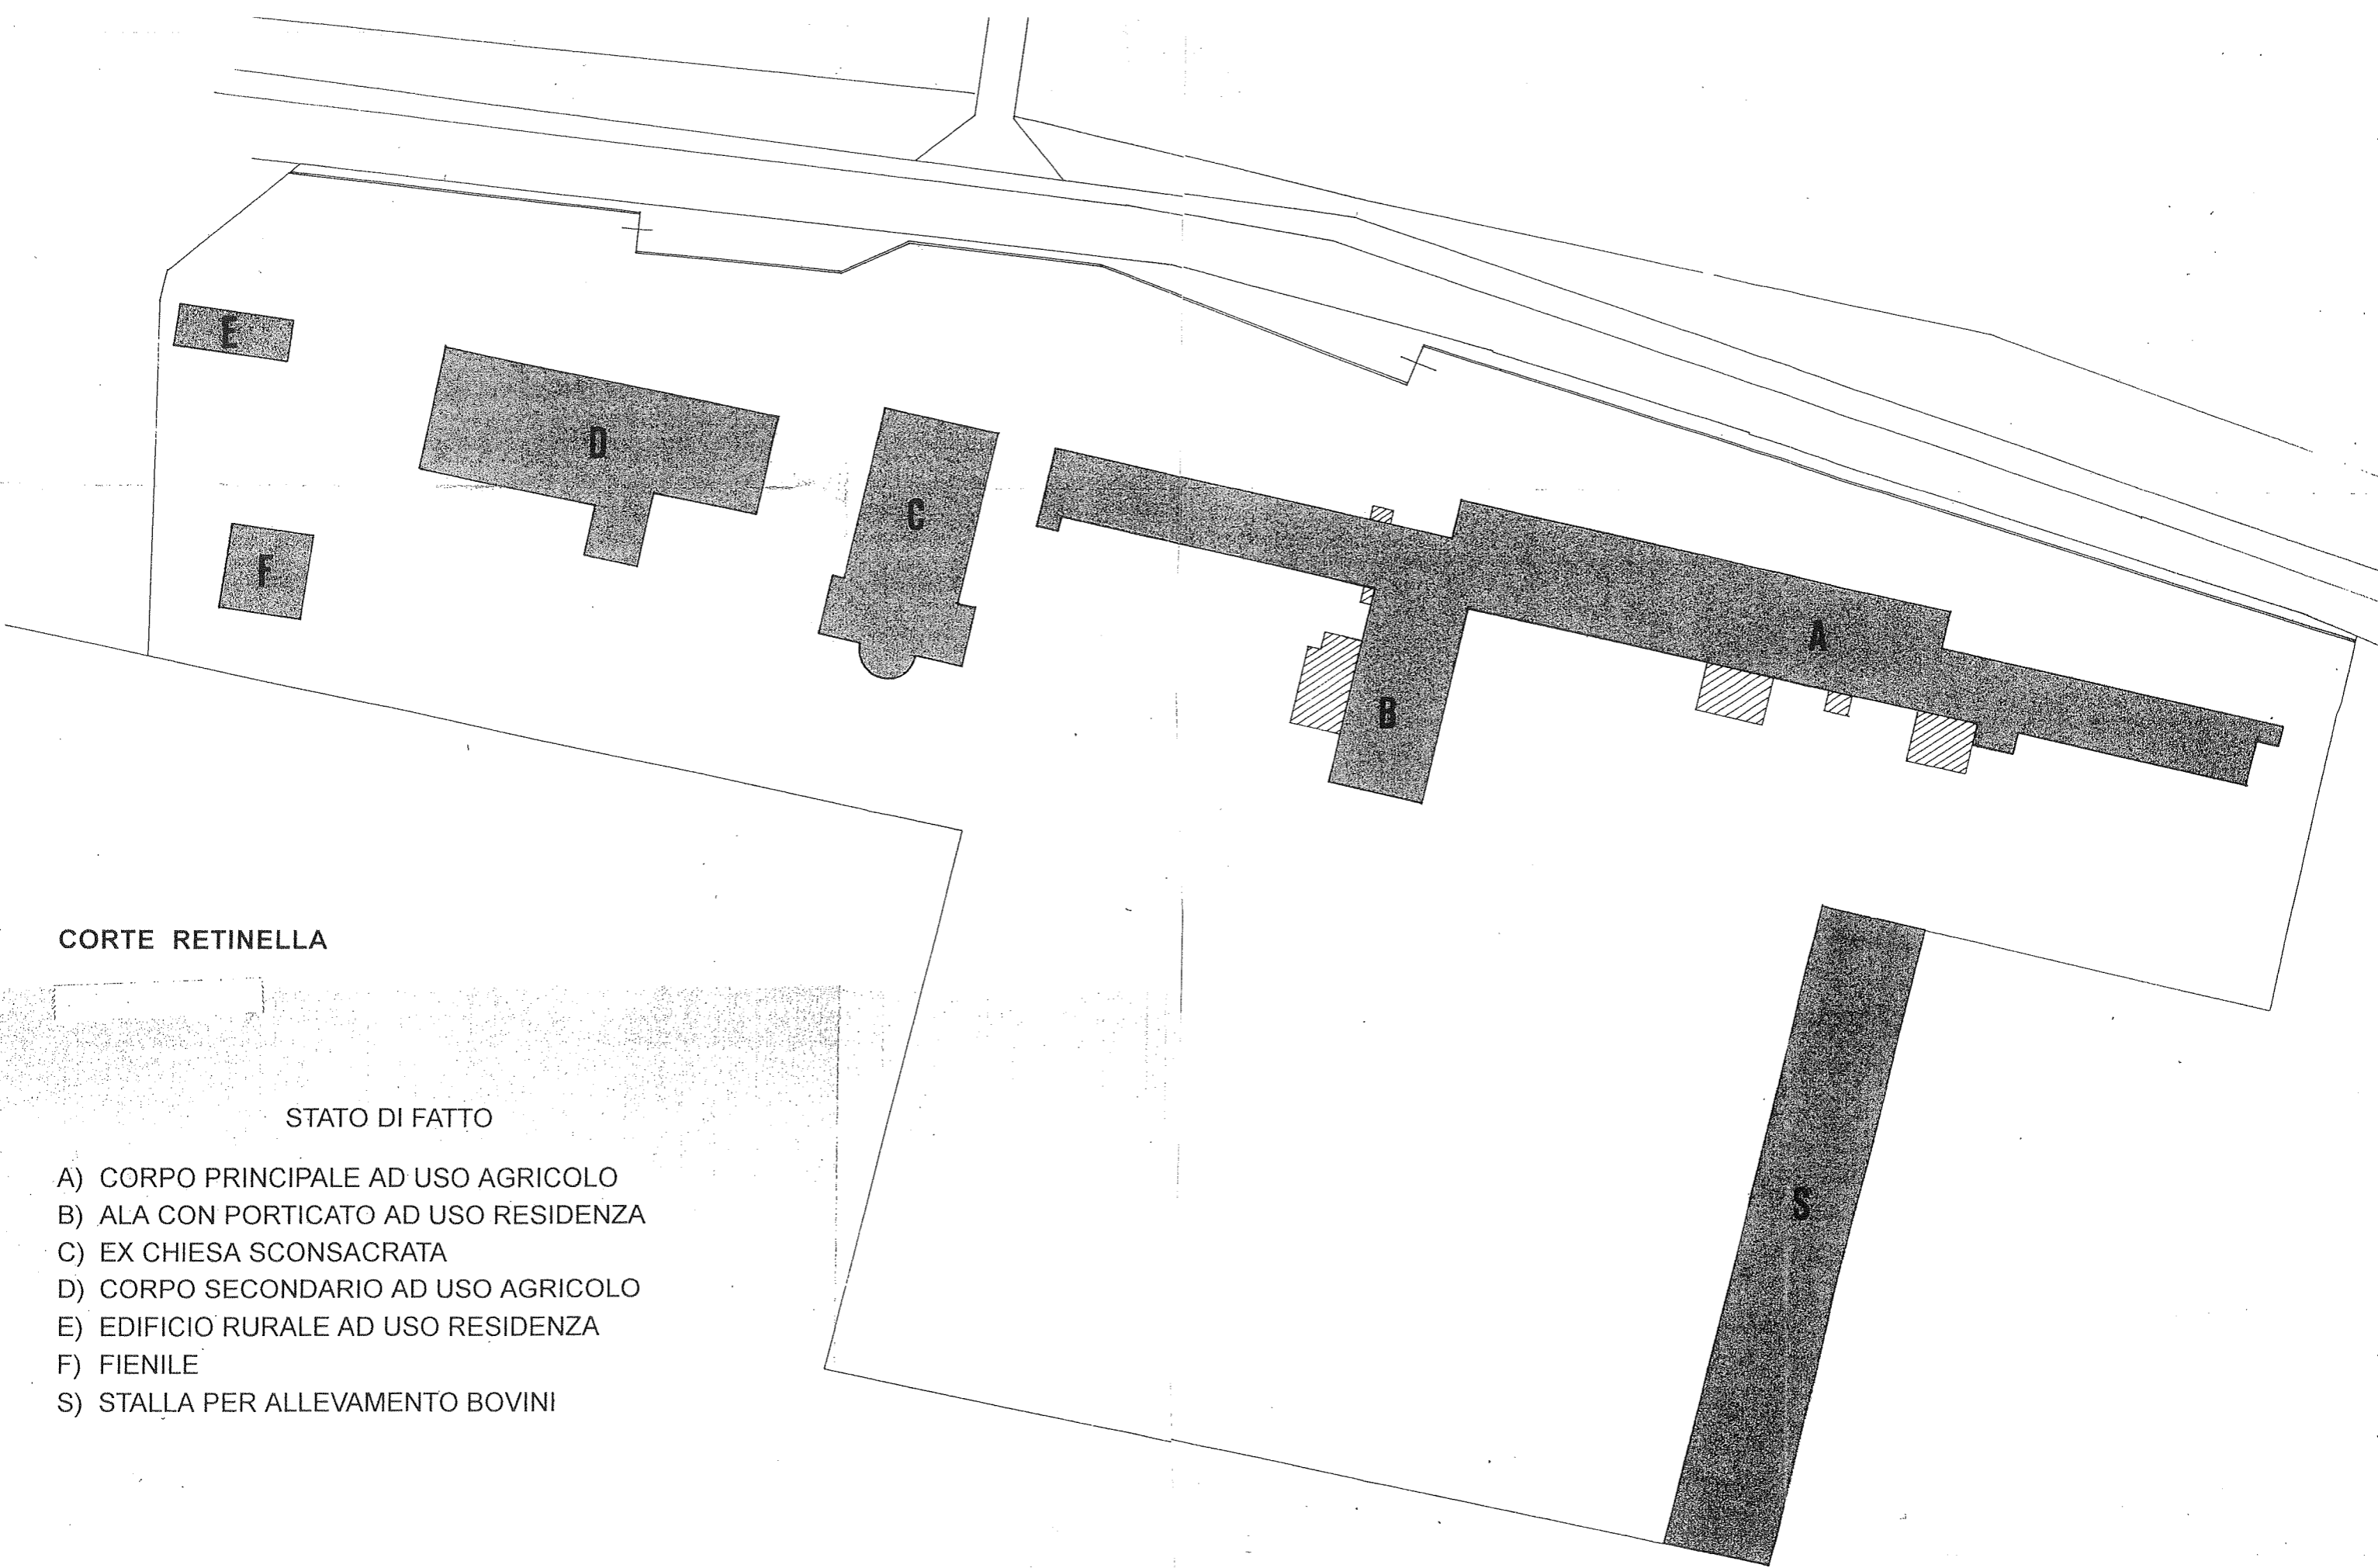 E
D
C
F
A
B
CORTE RETINELLA
STATO DI FATTO
A) CORPO PRINCIPALE AD USO AGRICOLO
B) ALA CON PORTICATO AD USO RESIDENZA
C) EX CHIESA SCONSACRATA
D) CORPO SECONDARIO AD USO AGRICOLO
E) EDIFICIO RURALE AD USO RESIDENZA
F) FIENILE
S) STALLA PER ALLEVAMENTO BOVINI
S